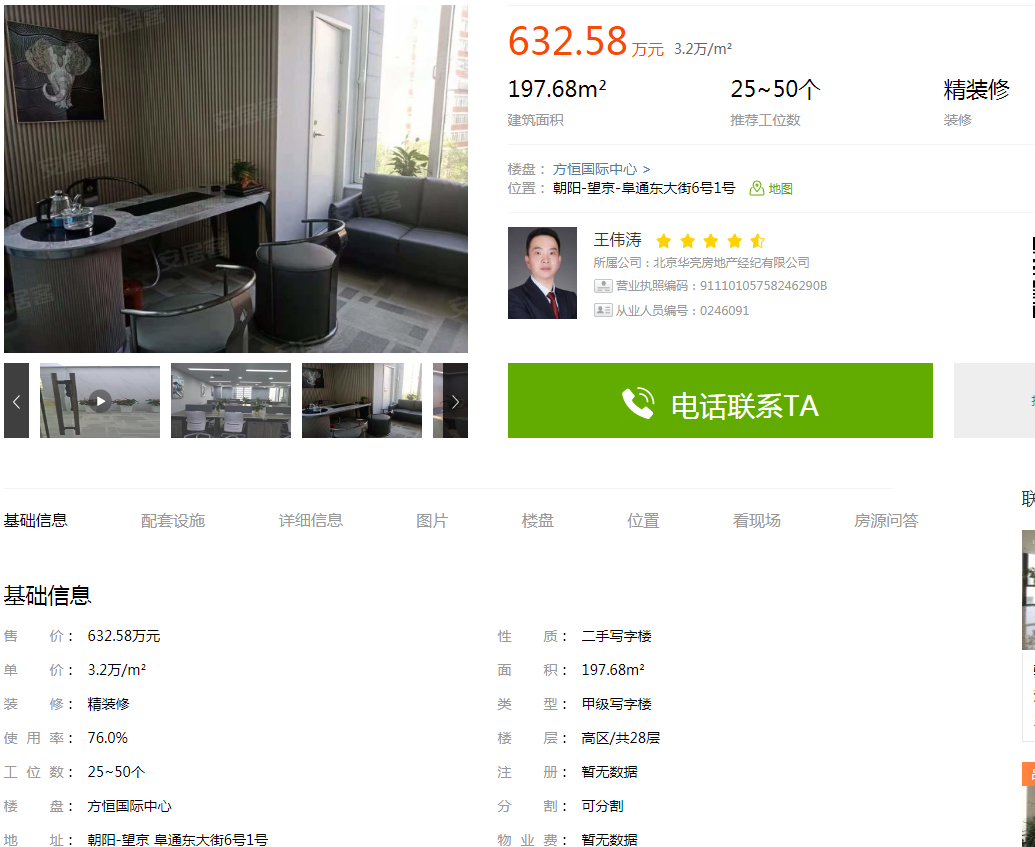 632.58 万元 3.2万/m²
197.68m² 25~50个 精装修
建筑面积 推荐工位数 装修
楼盘： 方恒国际中心 >
位置： 朝阳-望京-阜通东大街6号1号 地图
王伟涛
所属公司：北京华亮房地产经纪有限公司
营业执照编码：91110105758246290B
从业人员编号：0246091
电话联系TA
安居客
基础信息 配套设施 详细信息 图片 楼盘 位置 看现场 房源问答
联
基础信息
售价： 632.58万元 性质： 二手写字楼
单价： 3.2万/m² 面积： 197.68m²
装修： 精装修 类型： 甲级写字楼
使用率： 76.0% 楼层： 高区/共28层
工位数： 25~50个 注册： 暂无数据
楼盘： 方恒国际中心 分割： 可分割
地址： 朝阳-望京 阜通东大街6号1号 物业费： 暂无数据